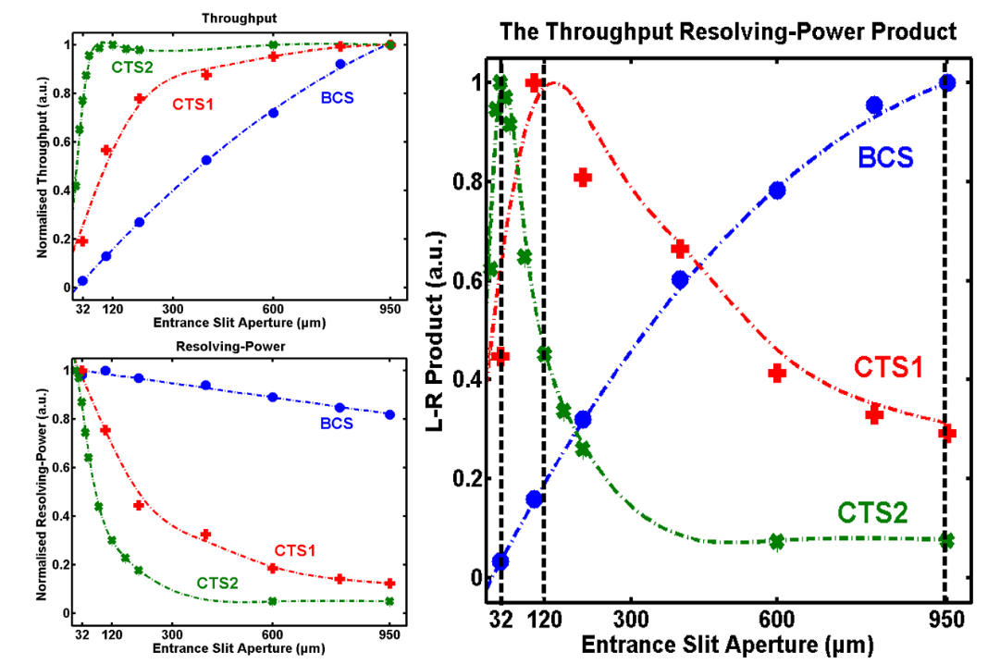 Throughput
Normalised Throughput (a.u.)
1
0.8
0.6
0.4
0.2
0
CTS2
CTS1
BCS
32 120 300 600 950
Entrance Slit Aperture (µm)
Resolving-Power
Normalised Resolving-Power (a.u.)
1
0.8
0.6
0.4
0.2
0
BCS
CTS1
CTS2
32 120 300 600 950
Entrance Slit Aperture (µm)
The Throughput Resolving-Power Product
L-R Product (a.u.)
1
0.8
0.6
0.4
0.2
0
BCS
CTS1
CTS2
32 120 300 600 950
Entrance Slit Aperture (µm)